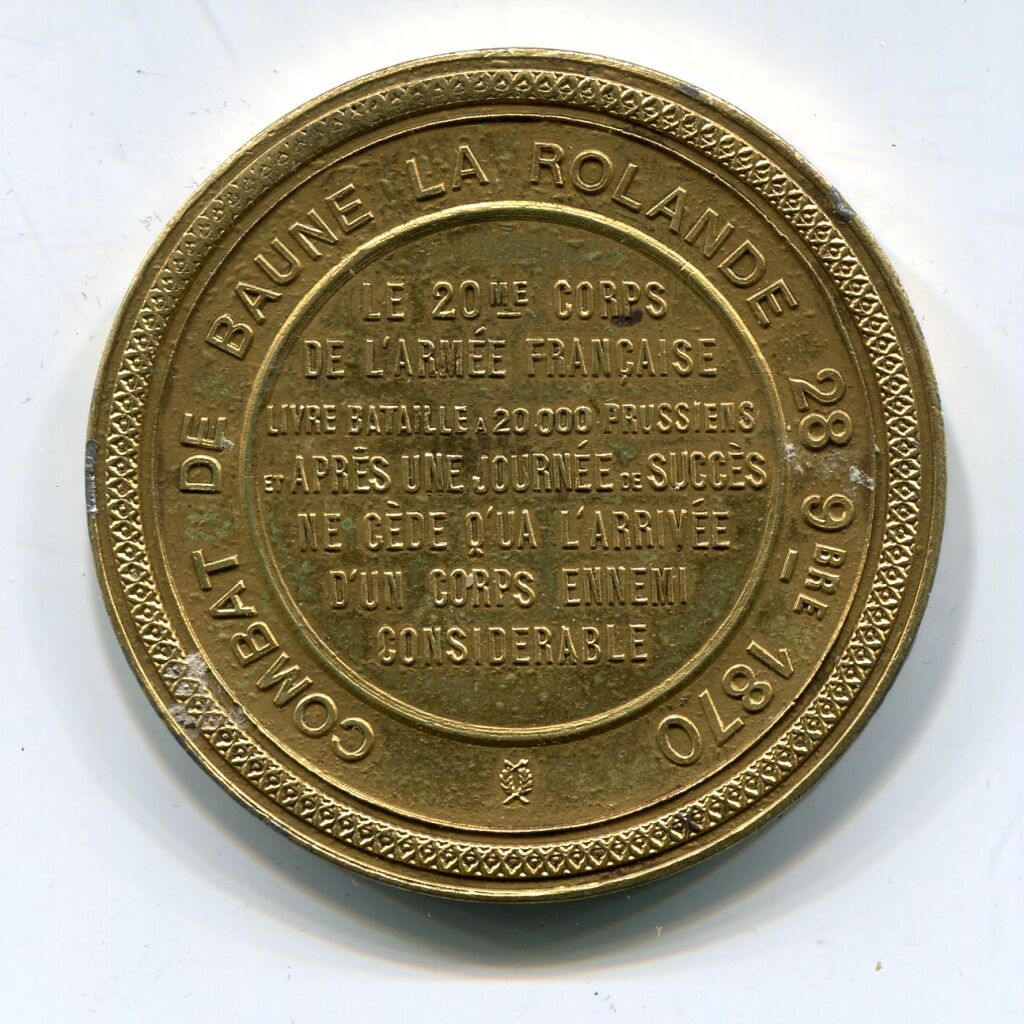 COMBAT DE BAUNE LA ROLANDE 28 9BRE 1870
LE 20ME CORPS
DE L'ARMÉE FRANÇAISE
LIVRE BATAILLE A 20.000 PRUSSIENS
ET APRÈS UNE JOURNÉE DE SUCCÈS
NE CÈDE Q'UA L'ARRIVÉE
D'UN CORPS ENNEMI
CONSIDERABLE